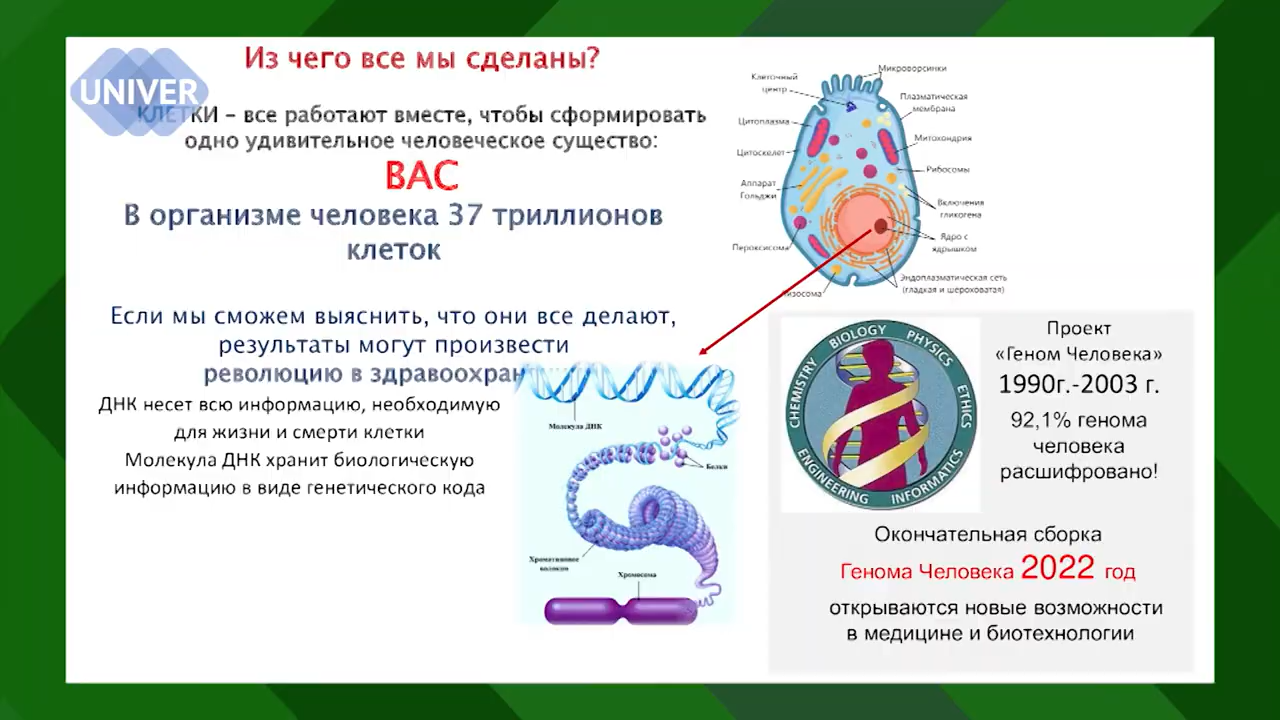 Из чего все мы сделаны?
UNIVER
КЛЕТКИ – все работают вместе, чтобы сформировать
одно удивительное человеческое существо:
ВАС
В организме человека 37 триллионов
клеток
Если мы сможем выяснить, что они все делают,
результаты могут произвести
революцию в здравоохран
ДНК несет всю информацию, необходимую
для жизни и смерти клетки
Молекула ДНК хранит биологическую
информацию в виде генетического кода
Микроворсинки
Клеточный
центр
Плазматическая
мембрана
Цитоплазма
Митохондрия
Цитоскелет
Рибосомы
Аппарат
Гольджи
Включения
гликогена
Ядро с
ядрышком
Пероксисома
Эндоплазматическая сеть
(гладкая и шероховатая)
Лизосома
Молекула ДНК
Белки
Хроматиновое
волокно
Хромосома
CHEMISTRY BIOLOGY PHYSICS ETHICS
ENGINEERING INFORMATICS
Проект
«Геном Человека»
1990г.-2003 г.
92,1% генома
человека
расшифровано!
Окончательная сборка
Генома Человека 2022 год
открываются новые возможности
в медицине и биотехнологии